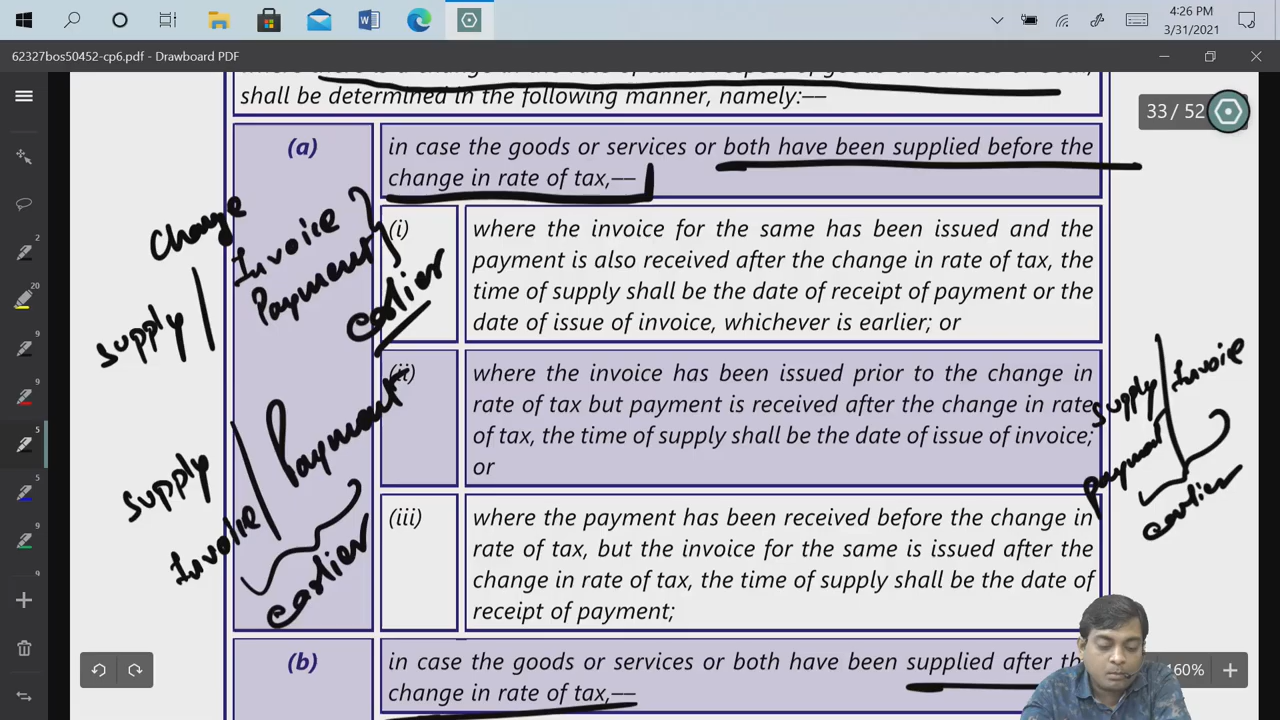 4:26 PM
3/31/2021
62327bos50452-cp6.pdf - Drawboard PDF
shall be determined in the following manner, namely:––
33 / 52
(a)
in case the goods or services or both have been supplied before the
change in rate of tax,––
(i)
where the invoice for the same has been issued and the
payment is also received after the change in rate of tax, the
time of supply shall be the date of receipt of payment or the
date of issue of invoice, whichever is earlier; or
(ii)
where the invoice has been issued prior to the change in
rate of tax but payment is received after the change in rate
of tax, the time of supply shall be the date of issue of invoice;
or
(iii)
where the payment has been received before the change in
rate of tax, but the invoice for the same is issued after the
change in rate of tax, the time of supply shall be the date of
receipt of payment;
(b)
in case the goods or services or both have been supplied after
change in rate of tax,––
change
supply
Invoice
Payment
earlier
supply
Invoice
Payment
earlier
supply
payment
Invoice
earlier
160%
2
20
9
9
5
5
9
9